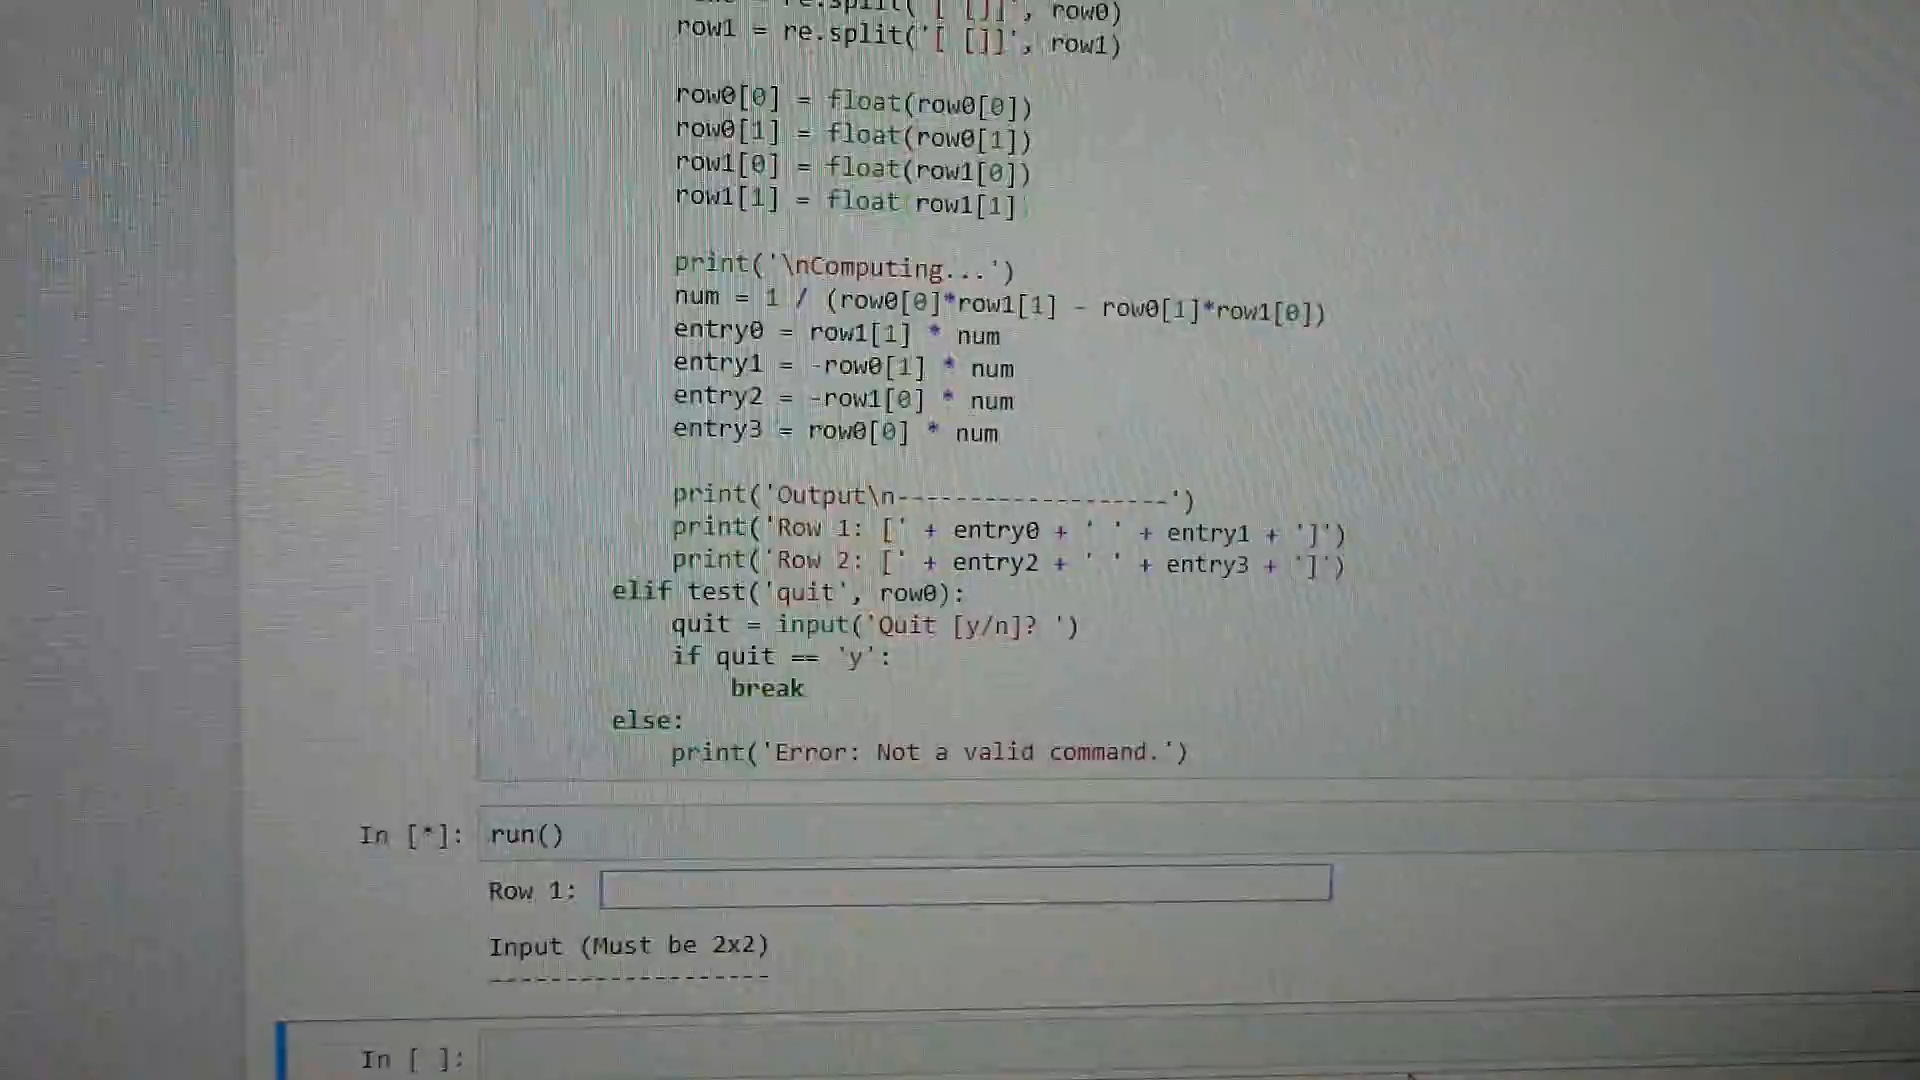 re.split('[ []]', row0)
row1 = re.split('[ []]', row1)
row0[0] = float(row0[0])
row0[1] = float(row0[1])
row1[0] = float(row1[0])
row1[1] = float row1[1]
print('\nComputing...')
num = 1 / (row0[0]*row1[1] - row0[1]*row1[0])
entry0 = row1[1] * num
entry1 = -row0[1] * num
entry2 = -row1[0] * num
entry3 = row0[0] * num
print('Output\n-------------------')
print('Row 1: [' + entry0 + ' ' + entry1 + ']')
print('Row 2: [' + entry2 + ' ' + entry3 + ']')
elif test('quit', row0):
quit = input('Quit [y/n]? ')
if quit == 'y':
break
else:
print('Error: Not a valid command.')
In [*]: run()
Row 1:
Input (Must be 2x2)
-------------------
In [ ]: